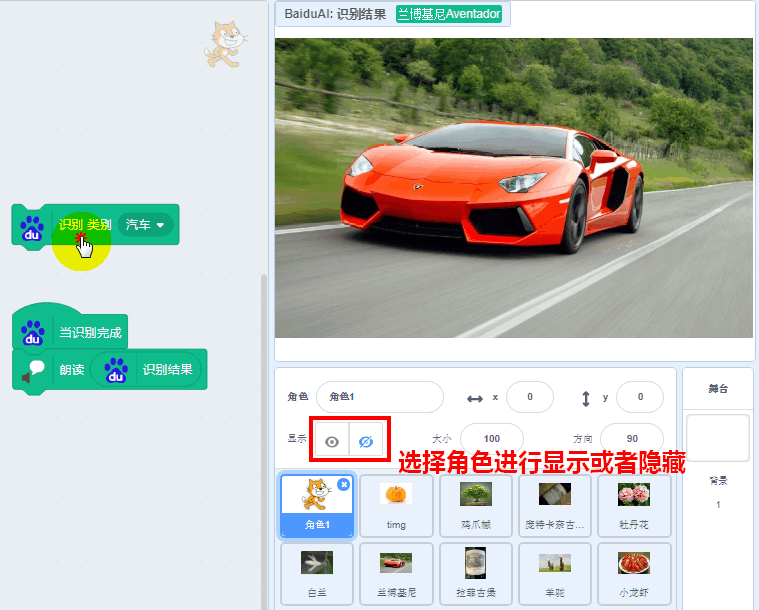 BaiduAI: 识别结果 兰博基尼Aventador
du 识别 类别 汽车
du 当识别完成
朗读 du 识别结果
角色 角色1 x 0 y 0
显示 大小 100 方向 90
选择角色进行显示或者隐藏
舞台
背景
1
角色1 timg 鸡爪槭 庞特卡奈古... 牡丹花
白兰 兰博基尼 拉菲古堡 羊驼 小龙虾